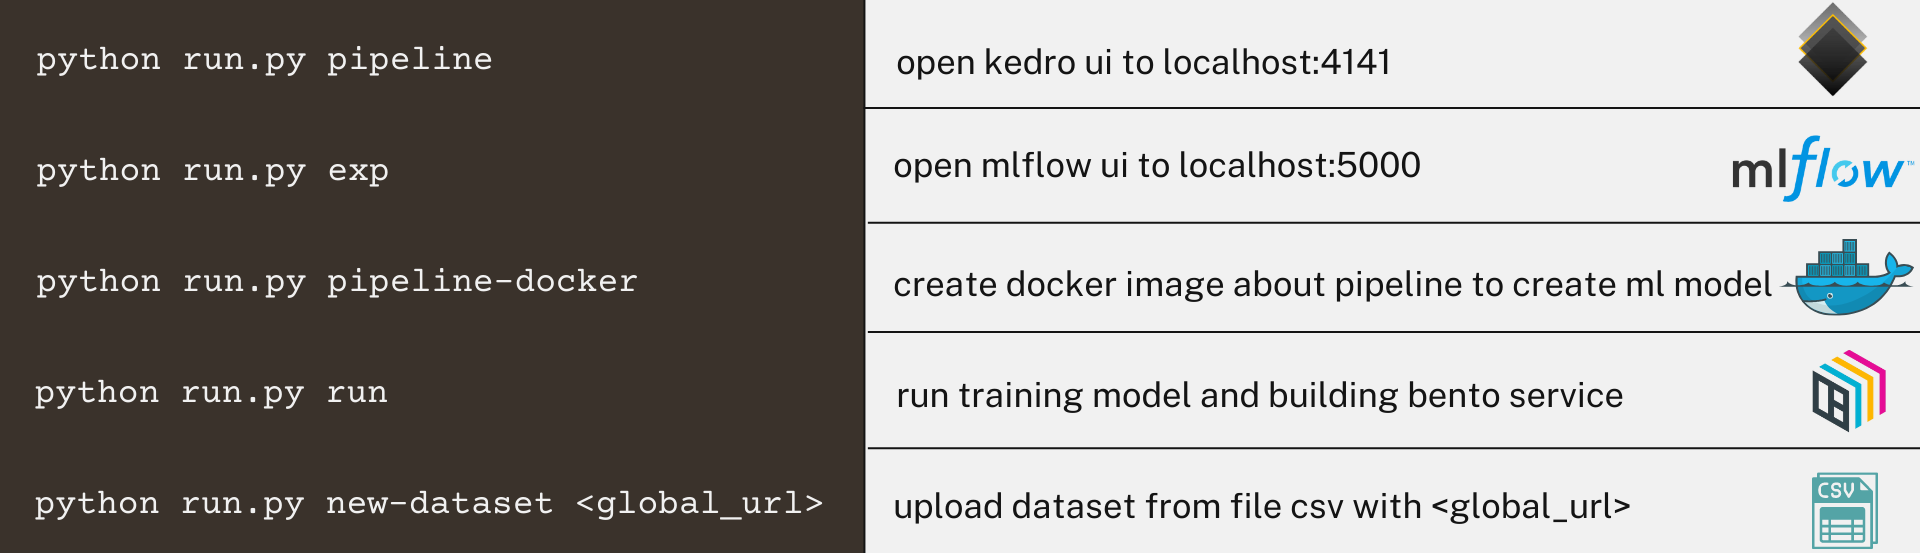 python run.py pipeline
open kedro ui to localhost:4141
python run.py exp
open mlflow ui to localhost:5000
mlflow™
python run.py pipeline-docker
create docker image about pipeline to create ml model
python run.py run
run training model and building bento service
python run.py new-dataset <global_url>
upload dataset from file csv with <global_url>
CSV